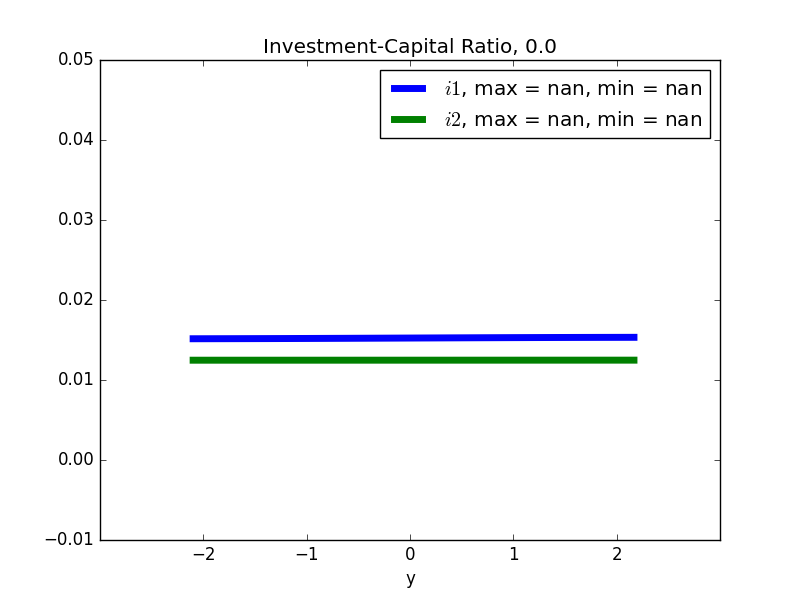 Investment-Capital Ratio, 0.0
i1, max = nan, min = nan
i2, max = nan, min = nan
0.05
0.04
0.03
0.02
0.01
0.00
−0.01
−2 −1 0 1 2
y